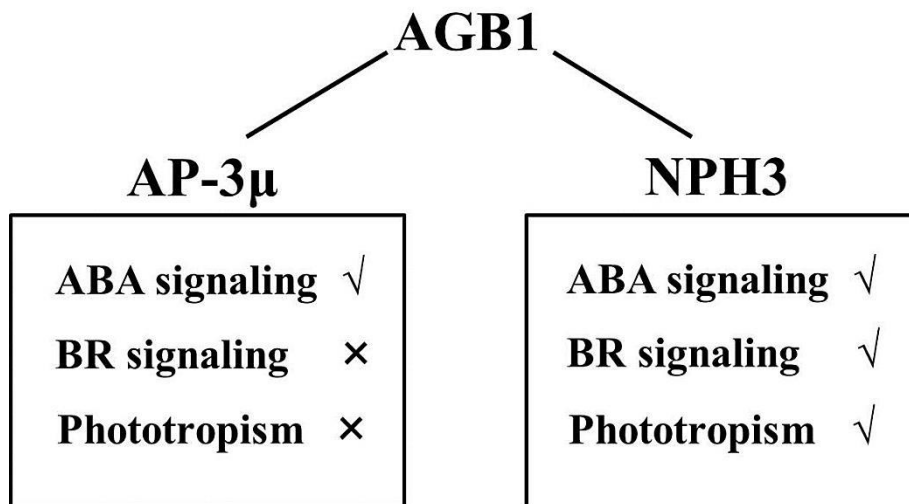 AGB1
AP-3μ
NPH3
ABA signaling √
BR signaling ×
Phototropism ×
ABA signaling √
BR signaling √
Phototropism √